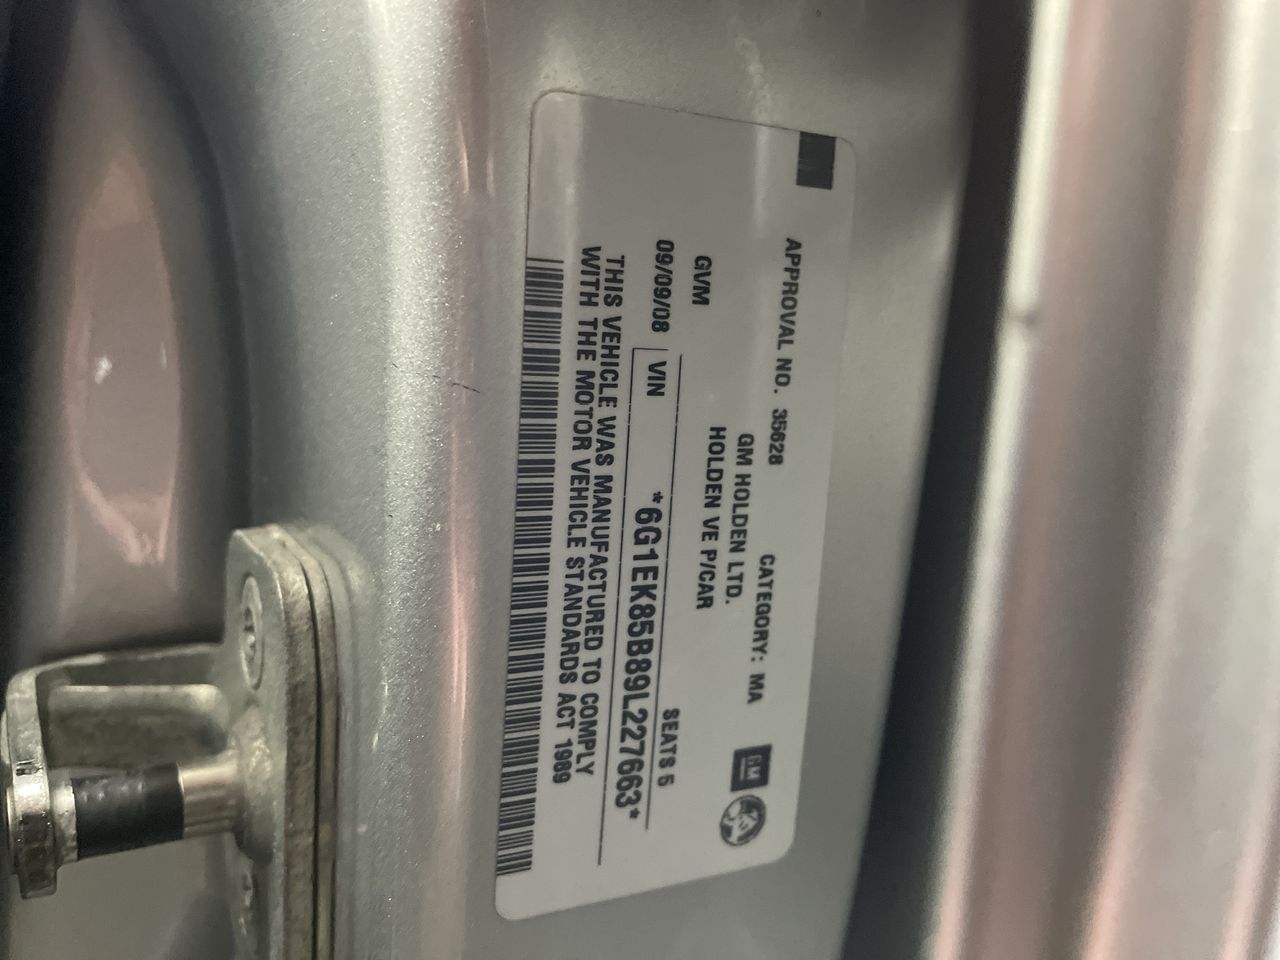 APPROVAL NO. 35628 CATEGORY: MA
GM HOLDEN LTD.
HOLDEN VE P/CAR
GM
GVM SEATS 5
09/09/08 VIN *6G1EK85B89L227663*
THIS VEHICLE WAS MANUFACTURED TO COMPLY
WITH THE MOTOR VEHICLE STANDARDS ACT 1989